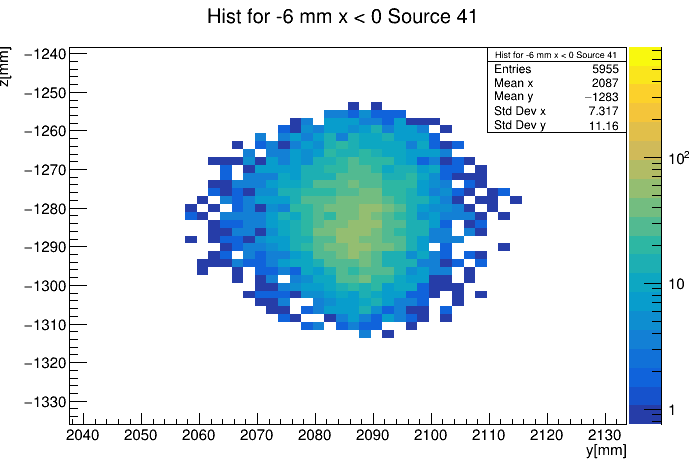 Hist for -6 mm x < 0 Source 41
z[mm]
Hist for -6 mm x < 0 Source 41
Entries 5955
Mean x 2087
Mean y −1283
Std Dev x 7.317
Std Dev y 11.16
−1240
−1250
−1260
−1270
−1280
−1290
−1300
−1310
−1320
−1330
10²
10
1
2040 2050 2060 2070 2080 2090 2100 2110 2120 2130
y[mm]